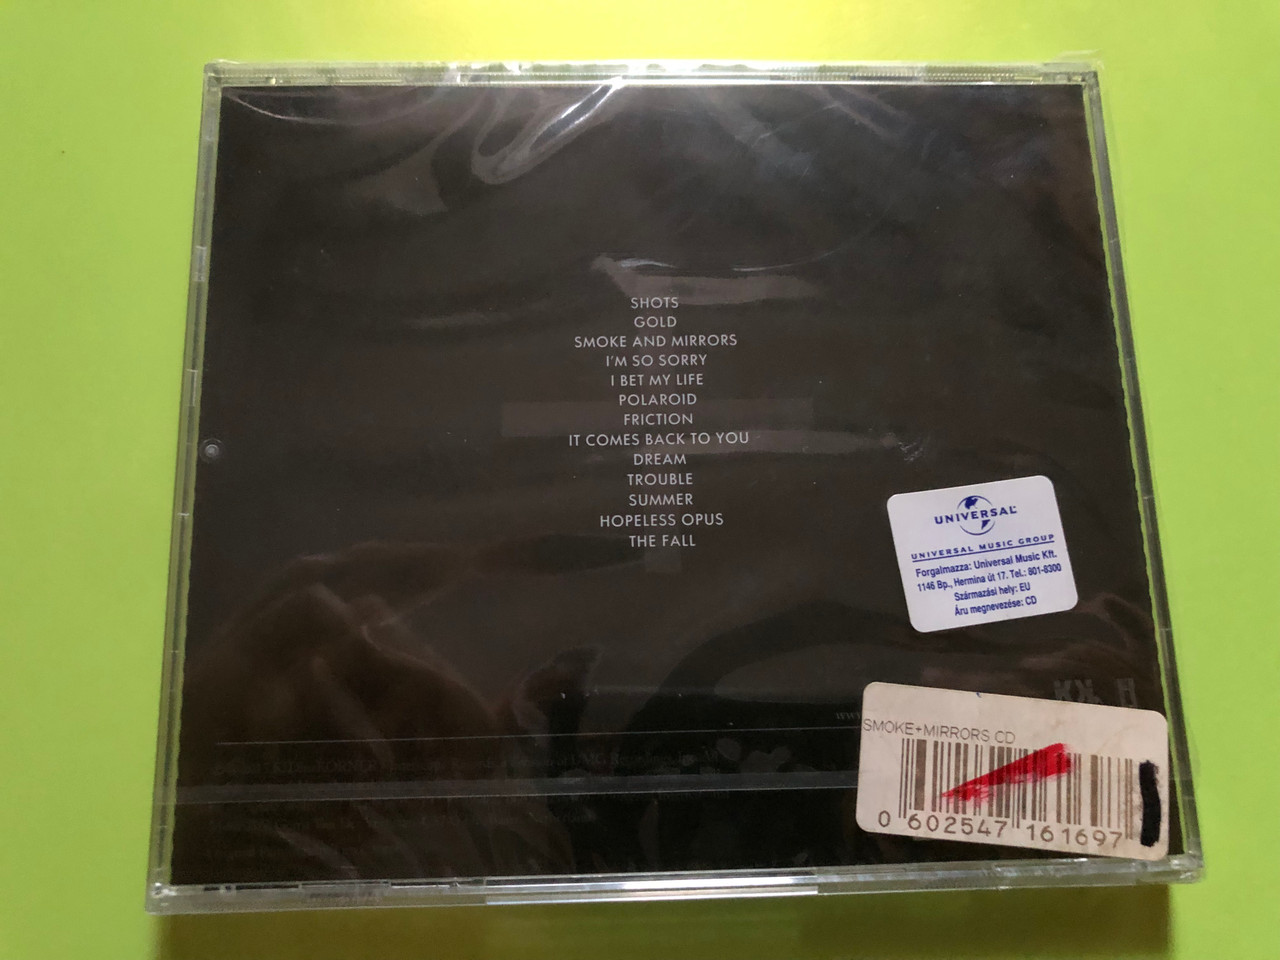 SHOTS
GOLD
SMOKE AND MIRRORS
I'M SO SORRY
I BET MY LIFE
POLAROID
FRICTION
IT COMES BACK TO YOU
DREAM
TROUBLE
SUMMER
HOPELESS OPUS
THE FALL
UNIVERSAL
UNIVERSAL MUSIC GROUP
Forgalmazza: Universal Music Kft.
1146 Bp., Hermina út 17. Tel.: 801-8300
Származási hely: EU
Áru megnevezése: CD
SMOKE+MIRRORS CD
0 602547 161697